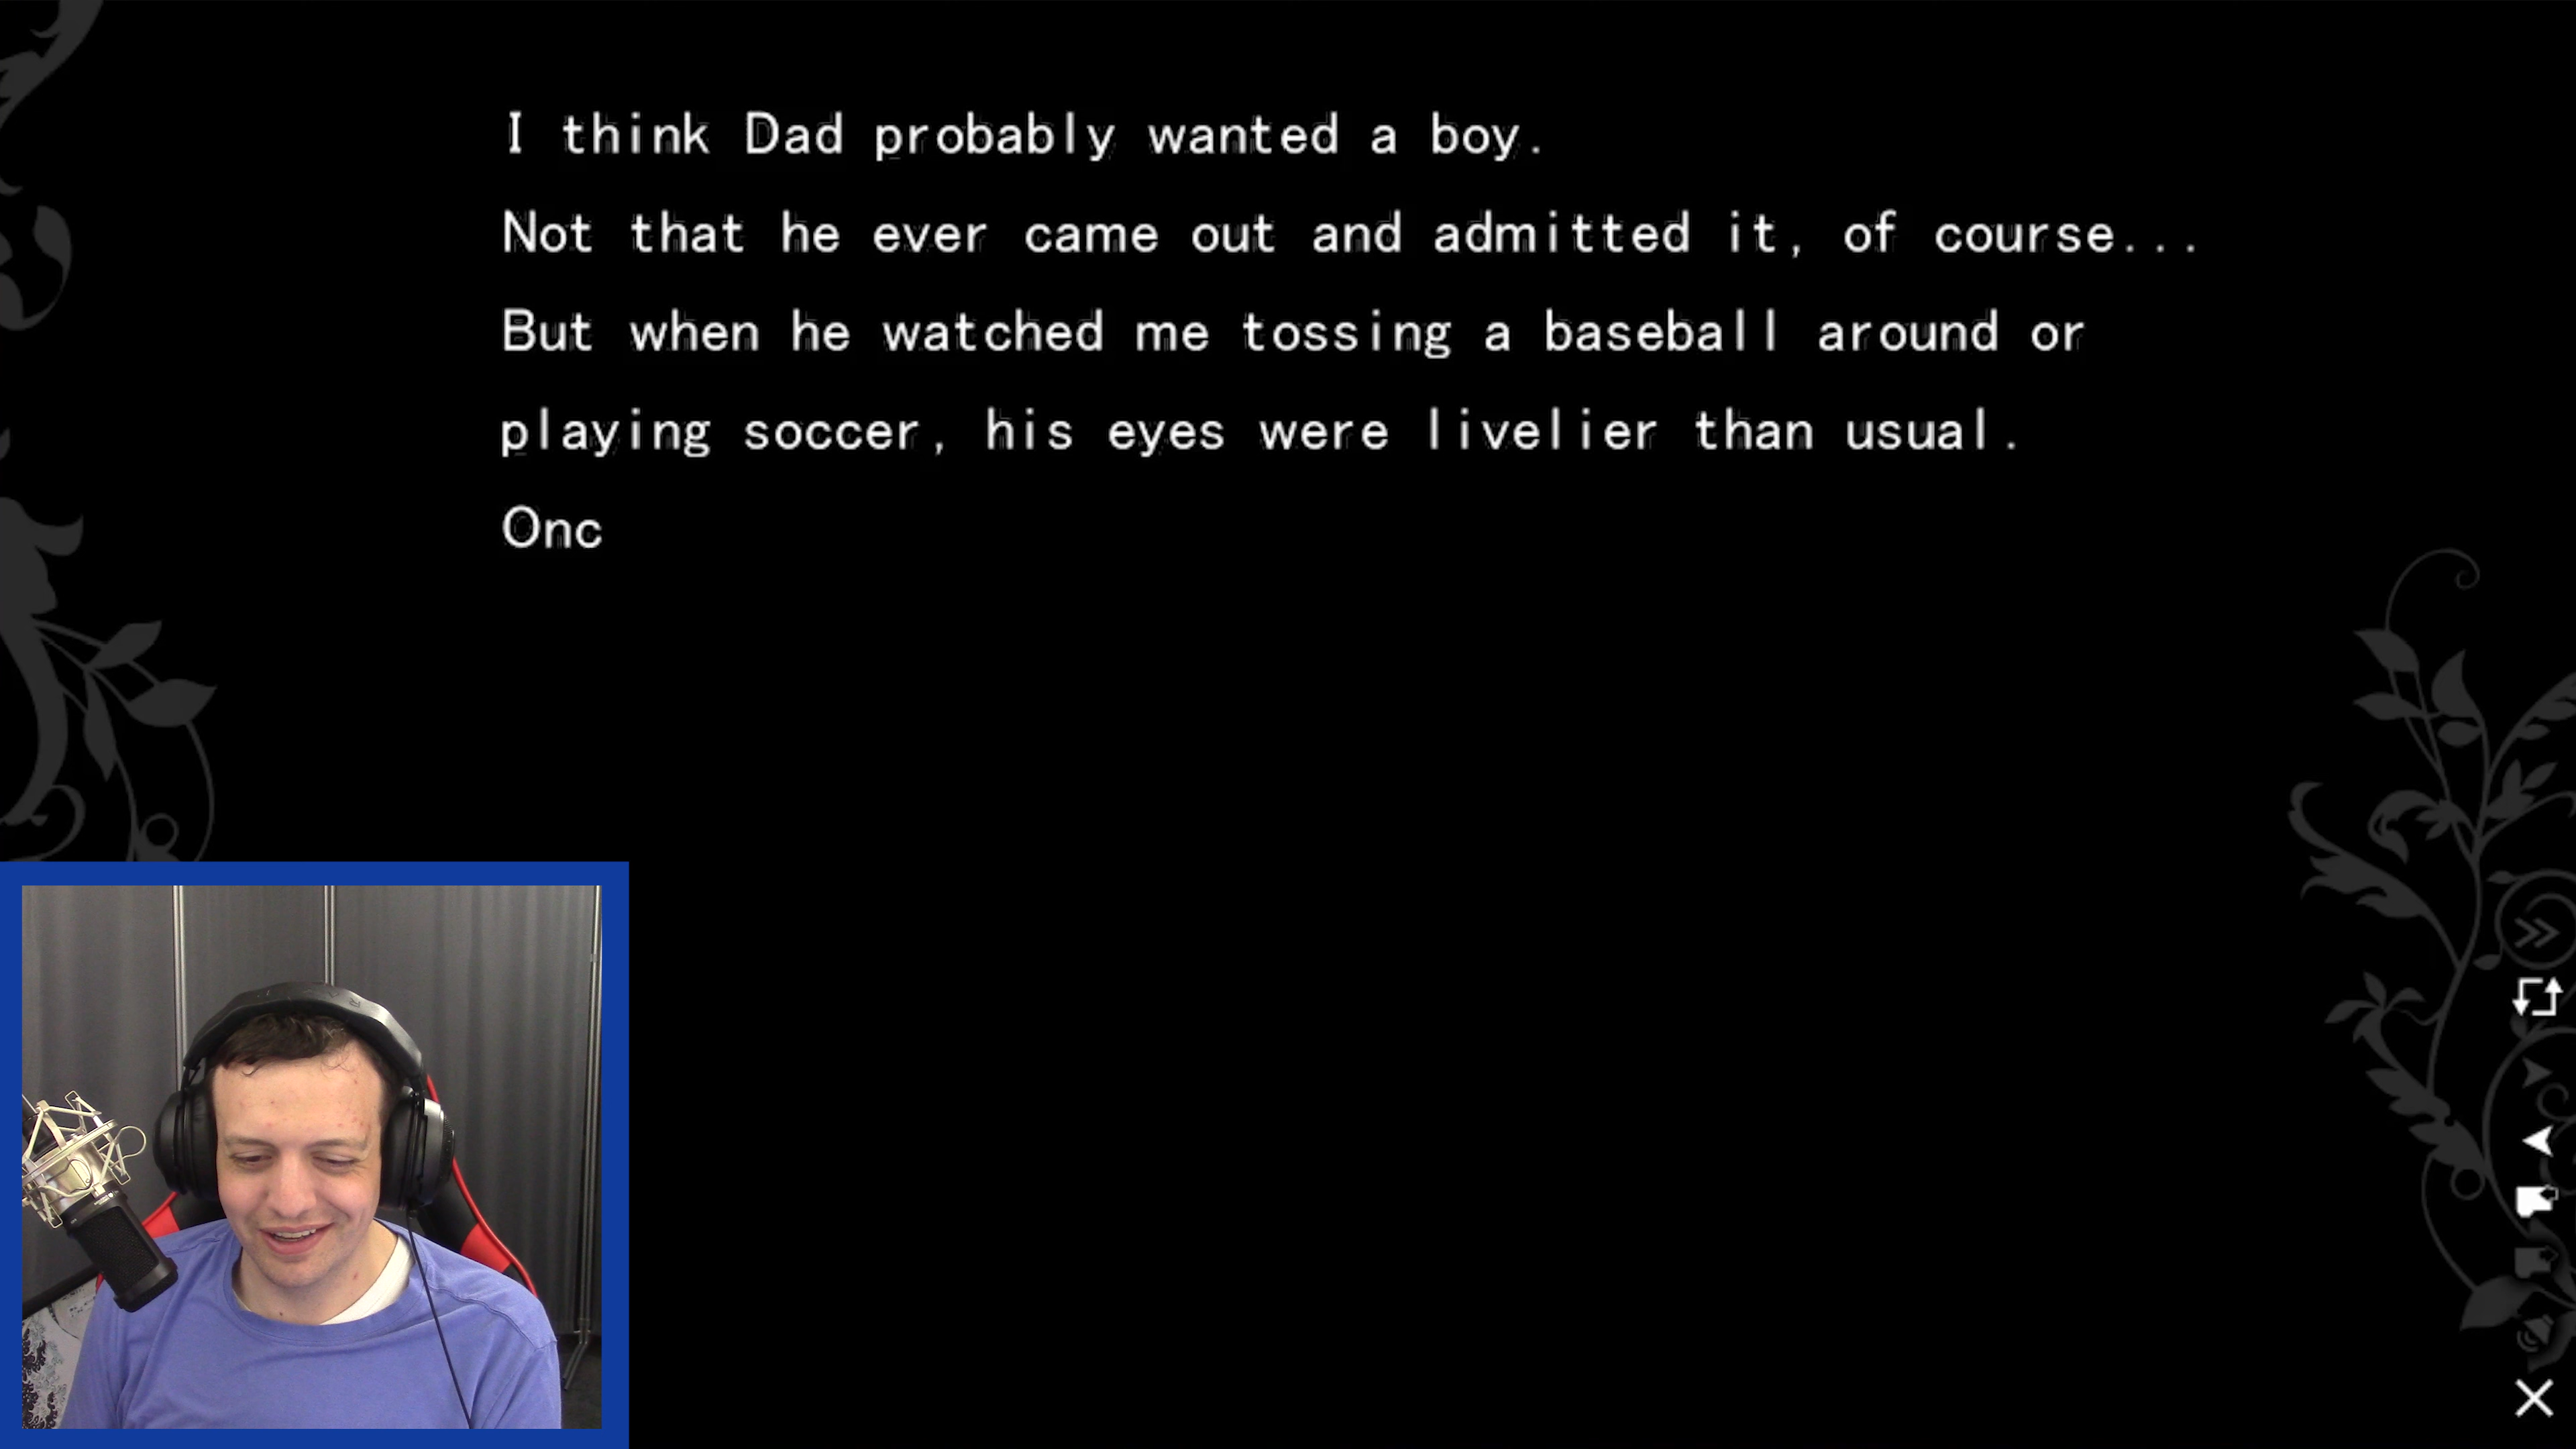 I think Dad probably wanted a boy.
Not that he ever came out and admitted it, of course...
But when he watched me tossing a baseball around or
playing soccer, his eyes were livelier than usual.
Onc